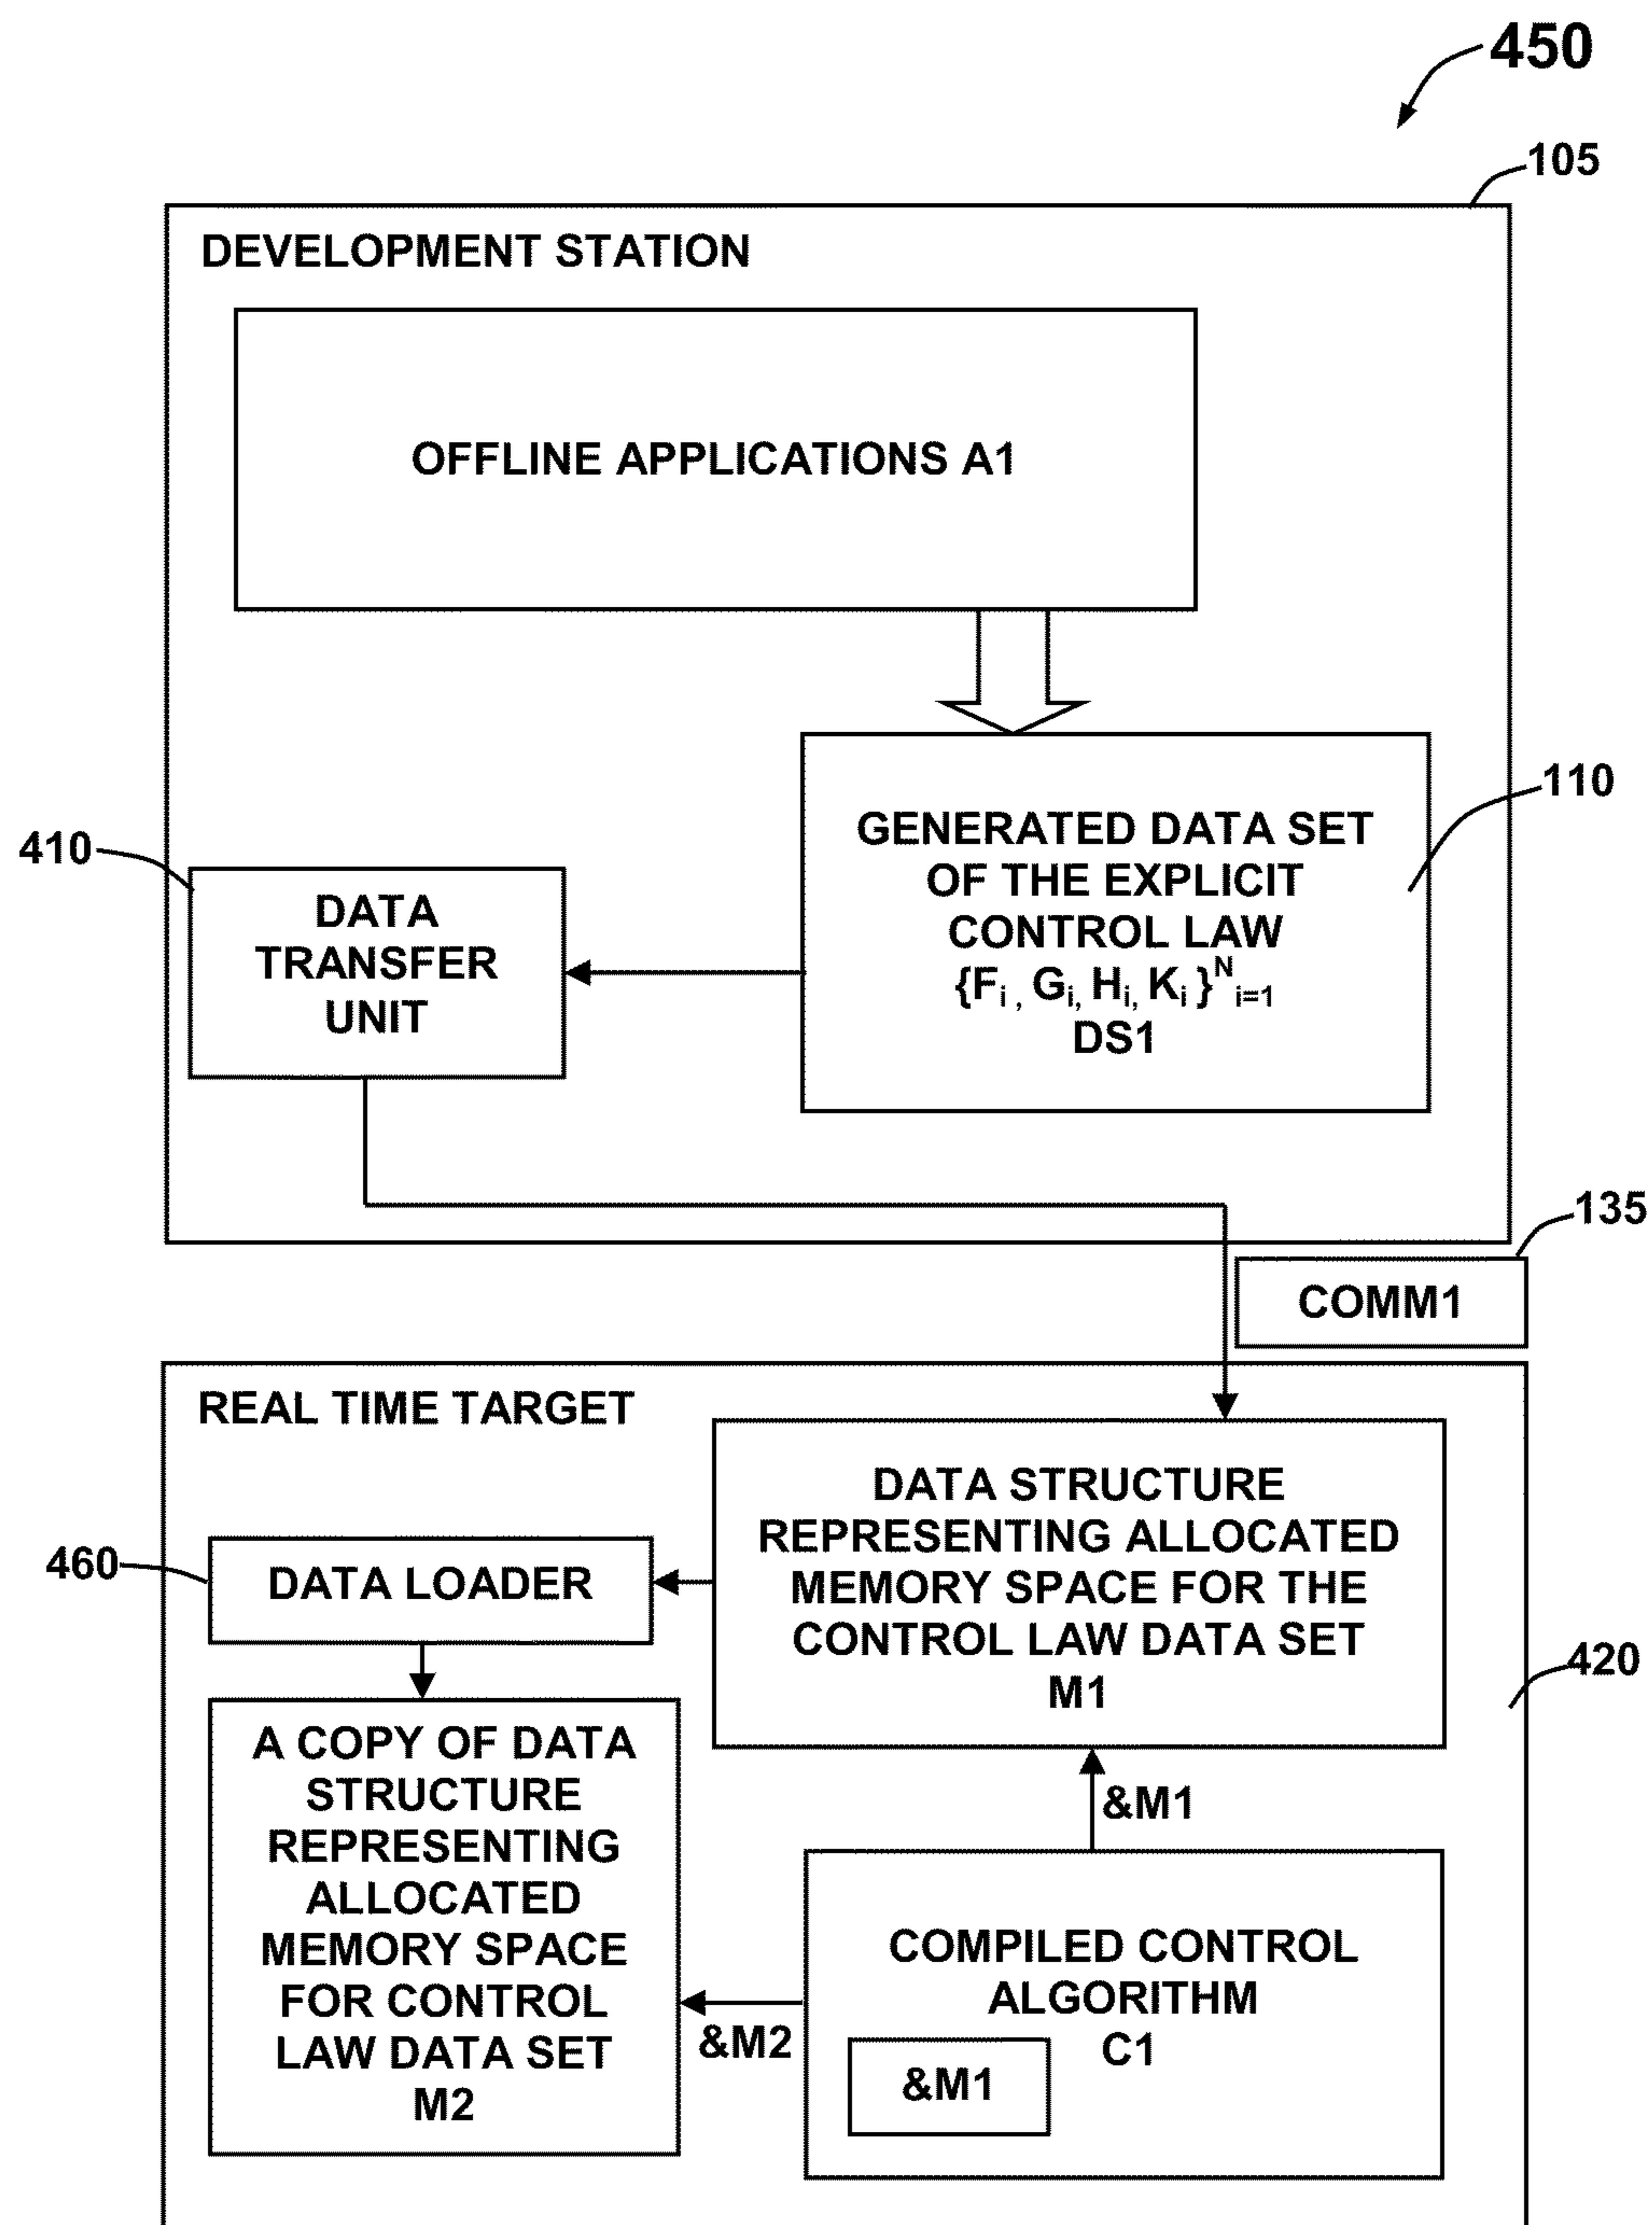 450
105
DEVELOPMENT STATION
OFFLINE APPLICATIONS A1
110
GENERATED DATA SET
OF THE EXPLICIT
CONTROL LAW
{Fi , Gi, Hi, Ki }N i=1
DS1
410
DATA
TRANSFER
UNIT
135
COMM1
REAL TIME TARGET
DATA STRUCTURE
REPRESENTING ALLOCATED
MEMORY SPACE FOR THE
CONTROL LAW DATA SET
M1
460
DATA LOADER
420
A COPY OF DATA
STRUCTURE
REPRESENTING
ALLOCATED
MEMORY SPACE
FOR CONTROL
LAW DATA SET
M2
&M1
&M2
COMPILED CONTROL
ALGORITHM
C1
&M1